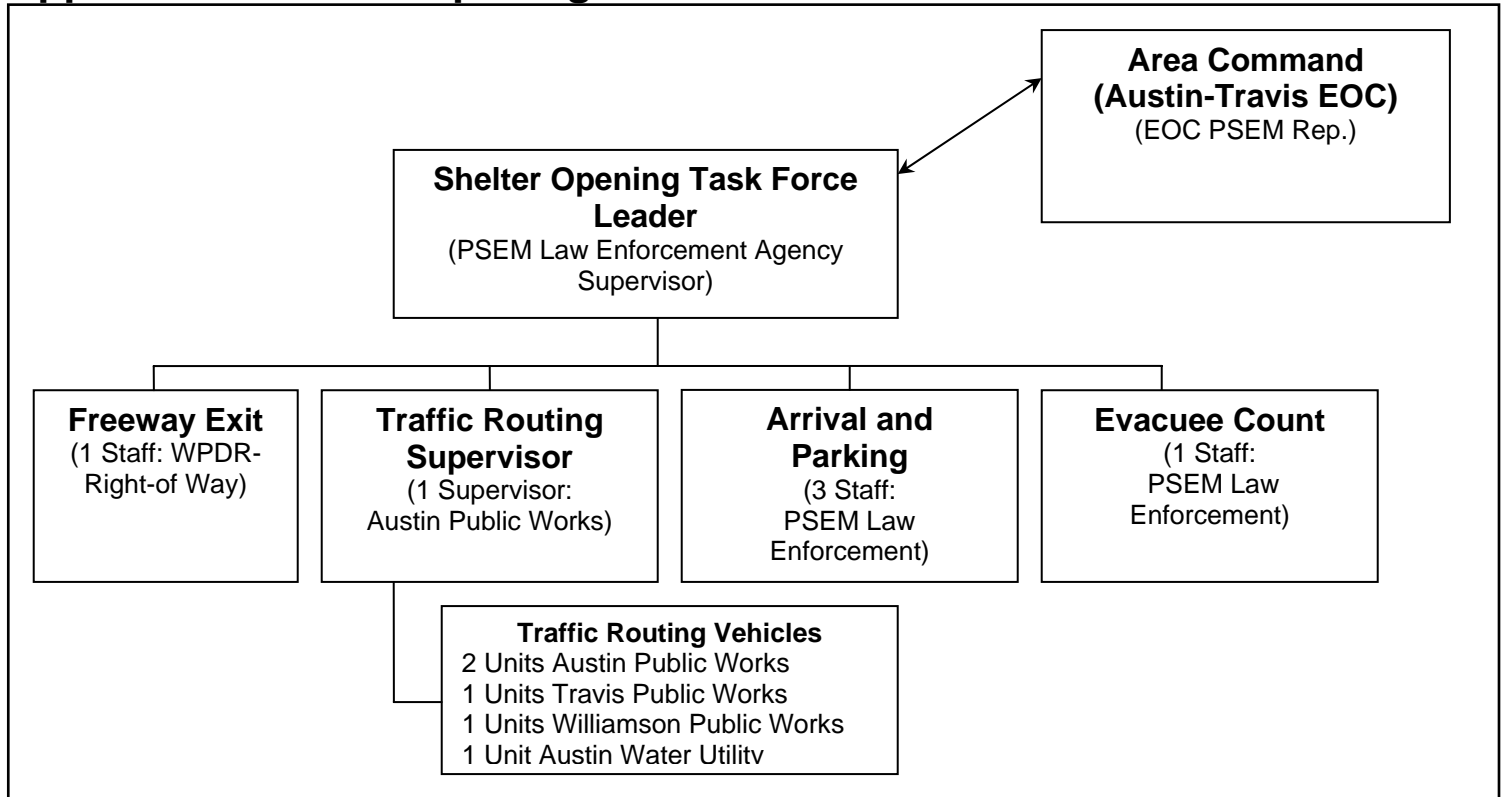 Area Command
(Austin-Travis EOC)
(EOC PSEM Rep.)
Shelter Opening Task Force
Leader
(PSEM Law Enforcement Agency
Supervisor)
Freeway Exit
(1 Staff: WPDR-
Right-of Way)
Traffic Routing
Supervisor
(1 Supervisor:
Austin Public Works)
Arrival and
Parking
(3 Staff:
PSEM Law
Enforcement)
Evacuee Count
(1 Staff:
PSEM Law
Enforcement)
Traffic Routing Vehicles
2 Units Austin Public Works
1 Units Travis Public Works
1 Units Williamson Public Works
1 Unit Austin Water Utility